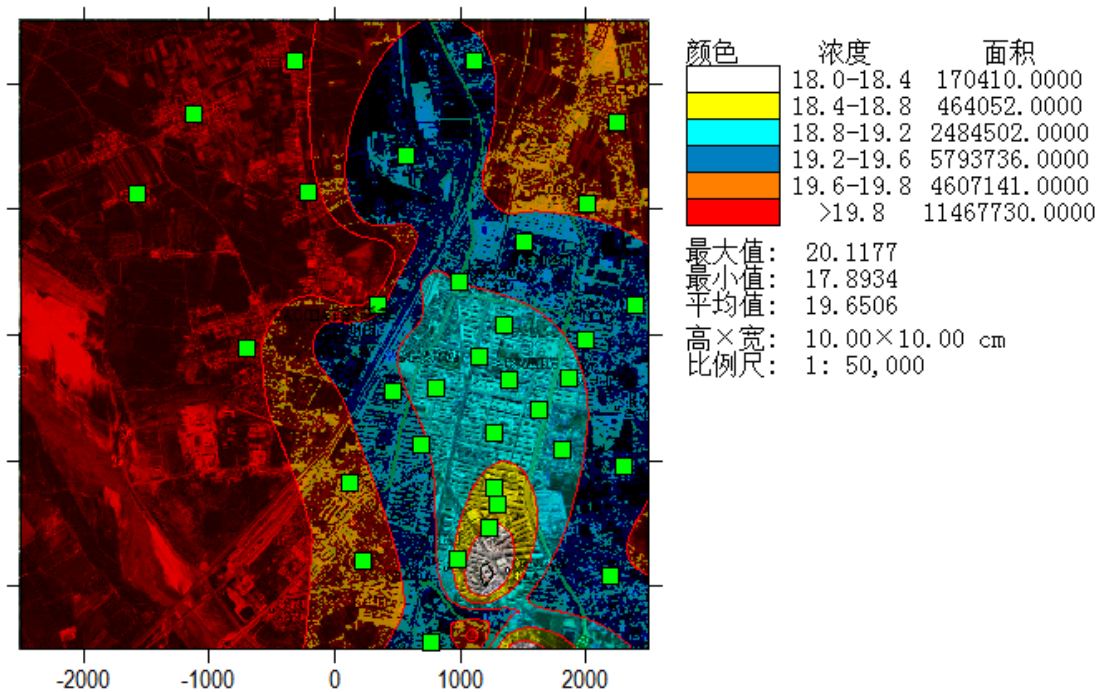 颜色 浓度 面积
18.0-18.4 170410.0000
18.4-18.8 464052.0000
18.8-19.2 2484502.0000
19.2-19.6 5793736.0000
19.6-19.8 4607141.0000
>19.8 11467730.0000
最大值: 20.1177
最小值: 17.8934
平均值: 19.6506
高×宽: 10.00×10.00 cm
比例尺: 1: 50,000
-2000 -1000 0 1000 2000